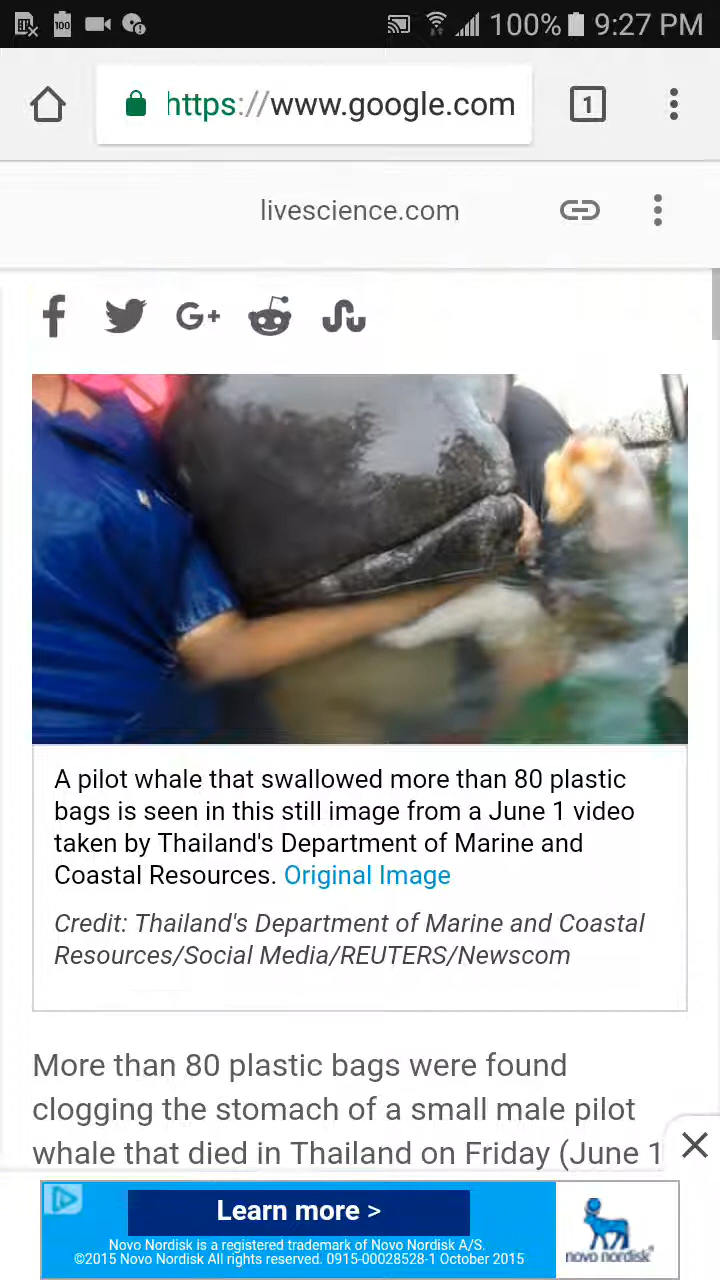 100
100% 9:27 PM
https://www.google.com
1
livescience.com
f G+
A pilot whale that swallowed more than 80 plastic
bags is seen in this still image from a June 1 video
taken by Thailand's Department of Marine and
Coastal Resources. Original Image
Credit: Thailand's Department of Marine and Coastal
Resources/Social Media/REUTERS/Newscom
More than 80 plastic bags were found
clogging the stomach of a small male pilot
whale that died in Thailand on Friday (June 1
Learn more >
Novo Nordisk is a registered trademark of Novo Nordisk A/S.
©2015 Novo Nordisk All rights reserved. 0915-00028528-1 October 2015
novo nordisk®